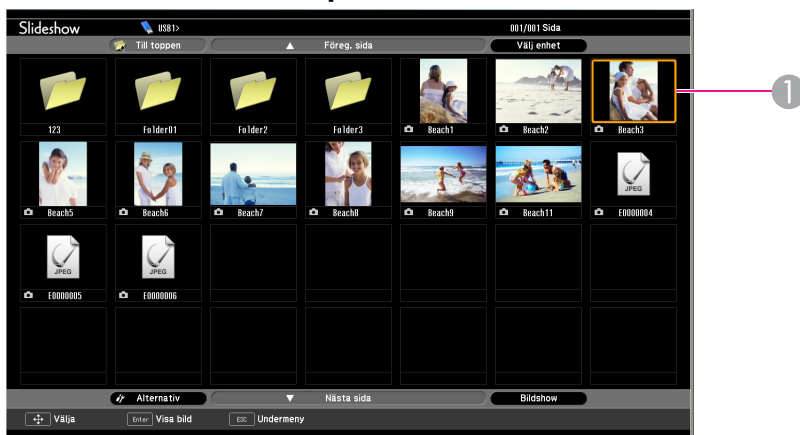 Slideshow USB1> 001/001 Sida
Till toppen Föreg. sida Välj enhet
123 Folder01 Folder2 Folder3 Beach1 Beach2 Beach3
1
JPEG
Beach5 Beach6 Beach7 Beach8 Beach9 Beach11 E0000004
JPEG JPEG
E0000005 E0000006
Alternativ Nästa sida Bildshow
Välja Enter Visa bild ESC Undermeny